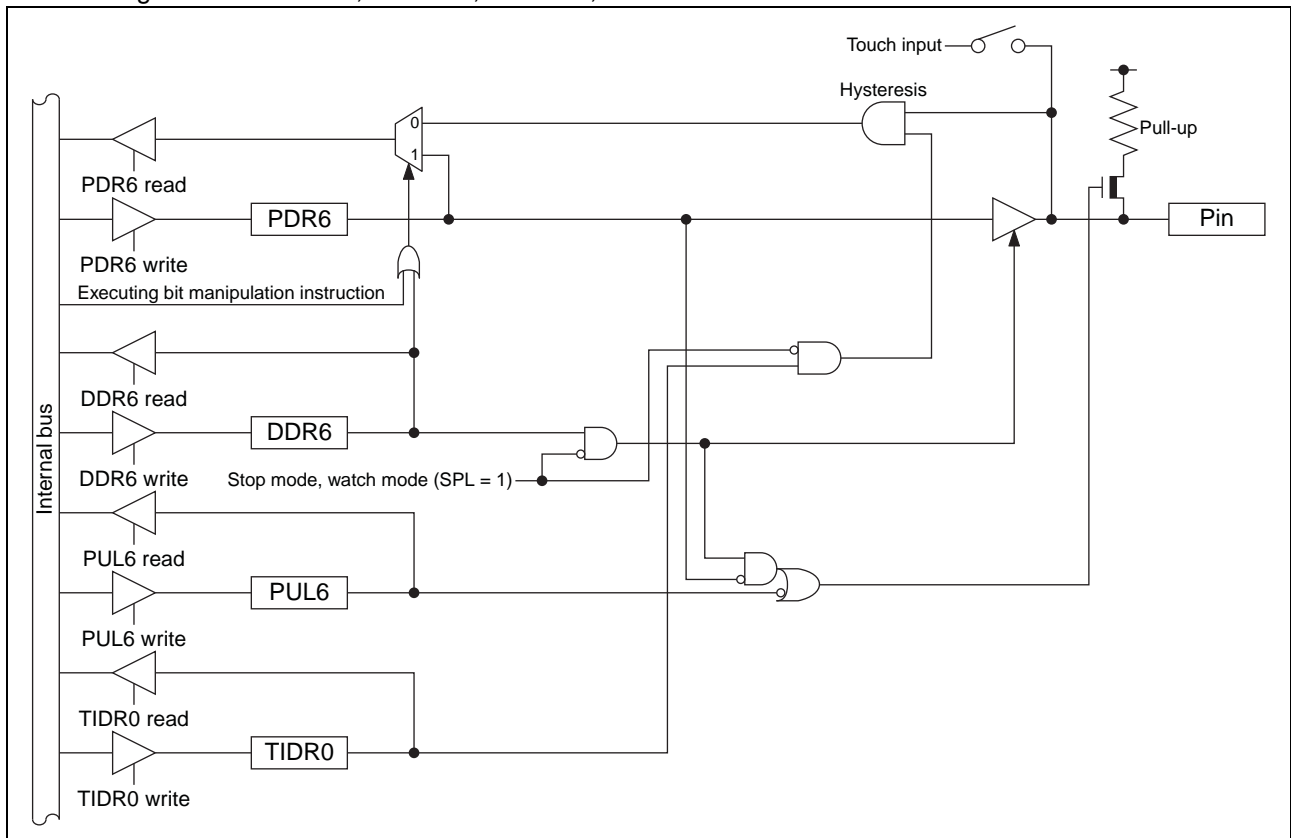 Touch input
Hysteresis
0
1
Pull-up
PDR6 read
PDR6
Pin
PDR6 write
Executing bit manipulation instruction
DDR6 read
DDR6
Internal bus
DDR6 write
Stop mode, watch mode (SPL = 1)
PUL6 read
PUL6
PUL6 write
TIDR0 read
TIDR0
TIDR0 write